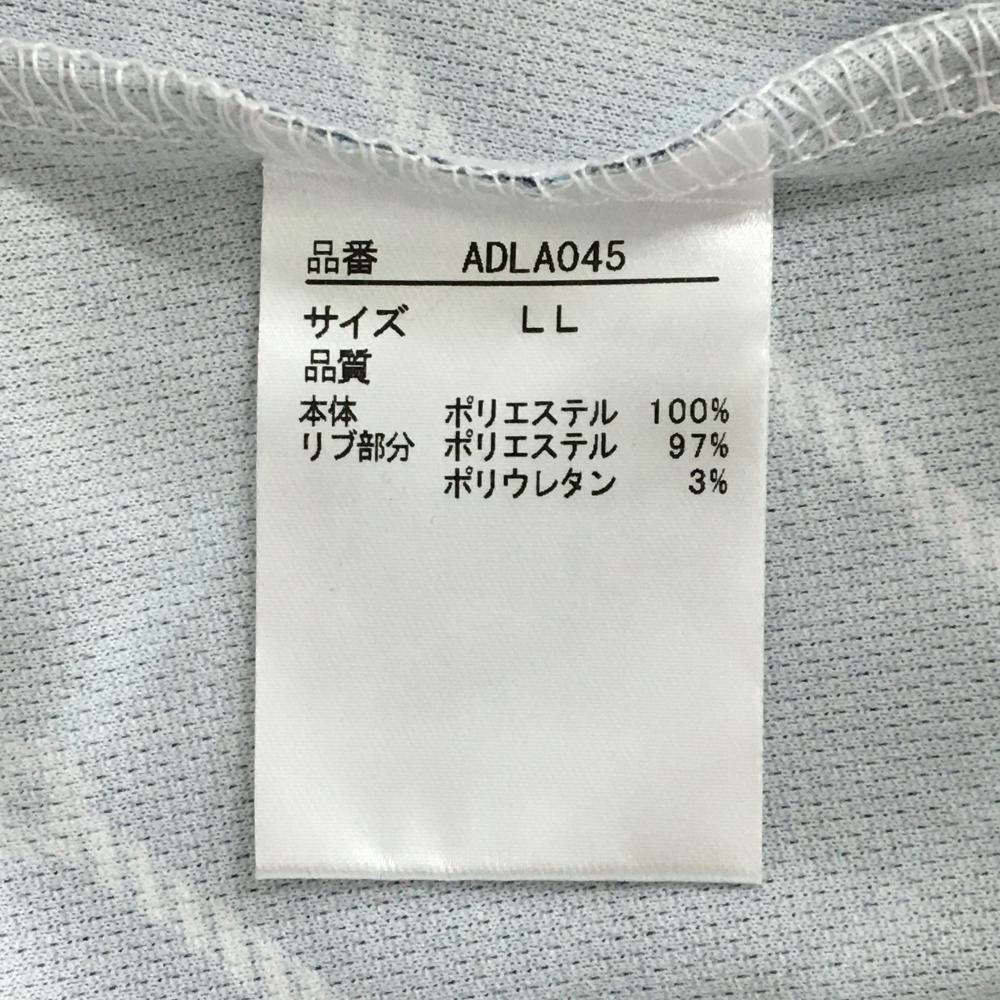 品番 ADLA045
サイズ LL
品質
本体 ポリエステル 100%
リブ部分 ポリエステル 97%
ポリウレタン 3%